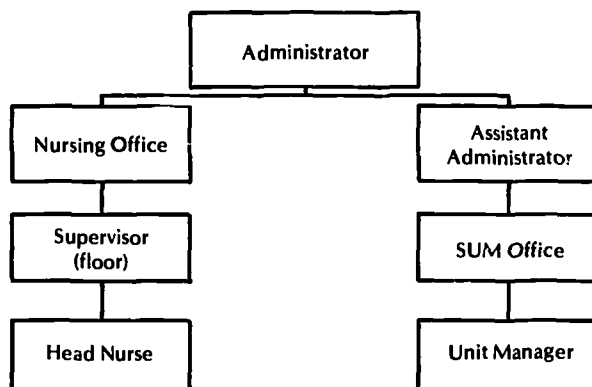 Administrator
Nursing Office
Assistant
Administrator
Supervisor
(floor)
SUM Office
Head Nurse
Unit Manager